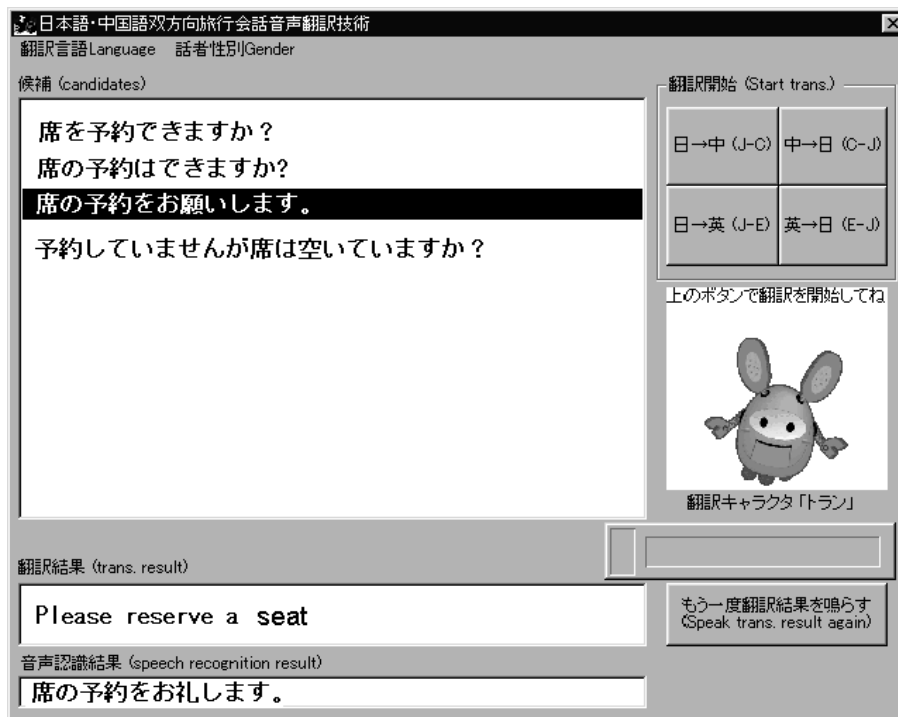 日本語・中国語双方向旅行会話音声翻訳技術
翻訳言語Language 話者性別Gender
候補 (candidates)
席を予約できますか？
席の予約はできますか?
席の予約をお願いします。
予約していませんが席は空いていますか？
翻訳開始 (Start trans.)
日→中 (J-C) 中→日 (C-J)
日→英 (J-E) 英→日 (E-J)
上のボタンで翻訳を開始してね
翻訳キャラクタ「トラン」
翻訳結果 (trans. result)
Please reserve a seat
もう一度翻訳結果を鳴らす
(Speak trans. result again)
音声認識結果 (speech recognition result)
席の予約をお礼します。